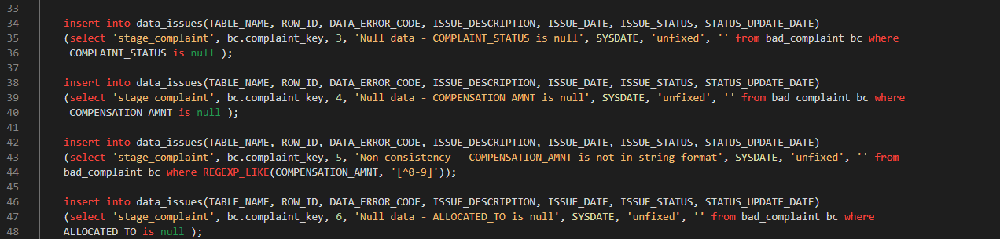 33
34 insert into data_issues(TABLE_NAME, ROW_ID, DATA_ERROR_CODE, ISSUE_DESCRIPTION, ISSUE_DATE, ISSUE_STATUS, STATUS_UPDATE_DATE)
35 (select 'stage_complaint', bc.complaint_key, 3, 'Null data - COMPLAINT_STATUS is null', SYSDATE, 'unfixed', '' from bad_complaint bc where
36 COMPLAINT_STATUS is null );
37
38 insert into data_issues(TABLE_NAME, ROW_ID, DATA_ERROR_CODE, ISSUE_DESCRIPTION, ISSUE_DATE, ISSUE_STATUS, STATUS_UPDATE_DATE)
39 (select 'stage_complaint', bc.complaint_key, 4, 'Null data - COMPENSATION_AMNT is null', SYSDATE, 'unfixed', '' from bad_complaint bc where
40 COMPENSATION_AMNT is null );
41
42 insert into data_issues(TABLE_NAME, ROW_ID, DATA_ERROR_CODE, ISSUE_DESCRIPTION, ISSUE_DATE, ISSUE_STATUS, STATUS_UPDATE_DATE)
43 (select 'stage_complaint', bc.complaint_key, 5, 'Non consistency - COMPENSATION_AMNT is not in string format', SYSDATE, 'unfixed', '' from
44 bad_complaint bc where REGEXP_LIKE(COMPENSATION_AMNT, '[^0-9]'));
45
46 insert into data_issues(TABLE_NAME, ROW_ID, DATA_ERROR_CODE, ISSUE_DESCRIPTION, ISSUE_DATE, ISSUE_STATUS, STATUS_UPDATE_DATE)
47 (select 'stage_complaint', bc.complaint_key, 6, 'Null data - ALLOCATED_TO is null', SYSDATE, 'unfixed', '' from bad_complaint bc where
48 ALLOCATED_TO is null );